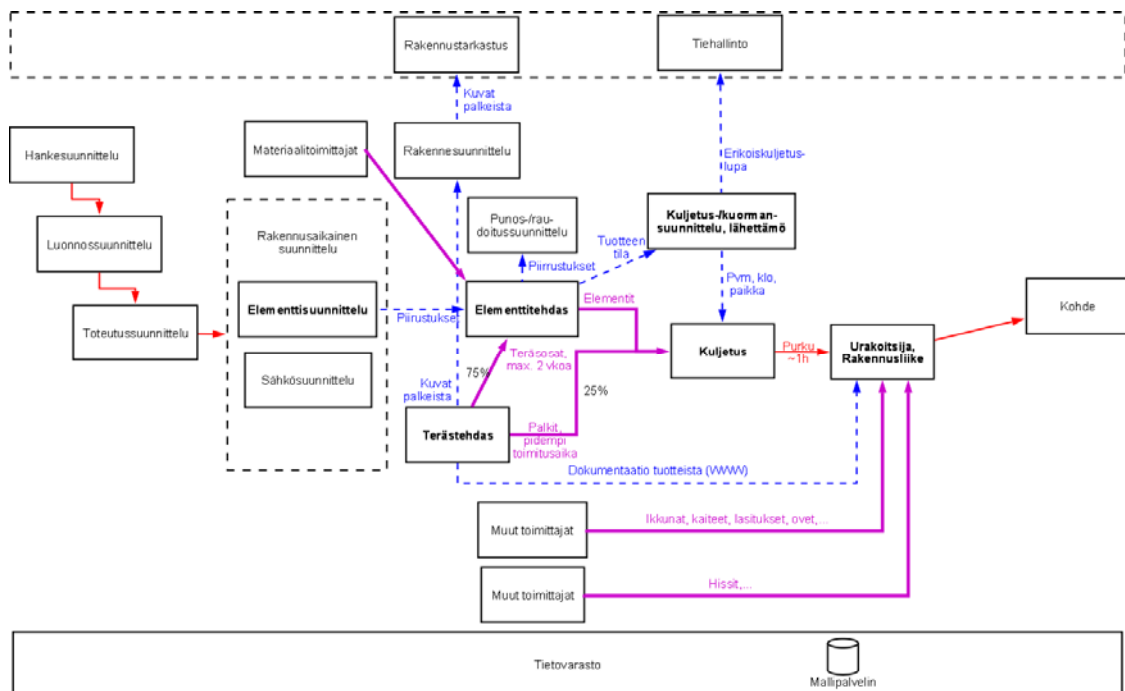 Rakennustarkastus
Tiehallinto
Kuvat
palkeista
Hankesuunnittelu
Materiaalitoimittajat
Rakennesuunnittelu
Erikoiskuljetus-
lupa
Luonnossuunnittelu
Rakennusaikainen
suunnittelu
Punos-/rau-
doitussuunnittelu
Kuljetus-/kuorman-
suunnittelu, lähettämö
Tuotteen
tila
Piirrustukset
Pvm, klo,
paikka
Elementtisuunnittelu
Piirrustukset
Elementtitehdas
Elementit
Toteutussuunnittelu
Kohde
Sähkösuunnittelu
Teräsosat,
max. 2 vkoa
75%
25%
Kuljetus
Purku
~1h
Urakoitsija,
Rakennusliike
Kuvat
palkeista
Terästehdas
Palkit,
pidempi
toimitusaika
Dokumentaatio tuotteista (WWW)
Muut toimittajat
Ikkunat, kaiteet, lasitukset, ovet,...
Muut toimittajat
Hissit,...
Tietovarasto
Mallipalvelin